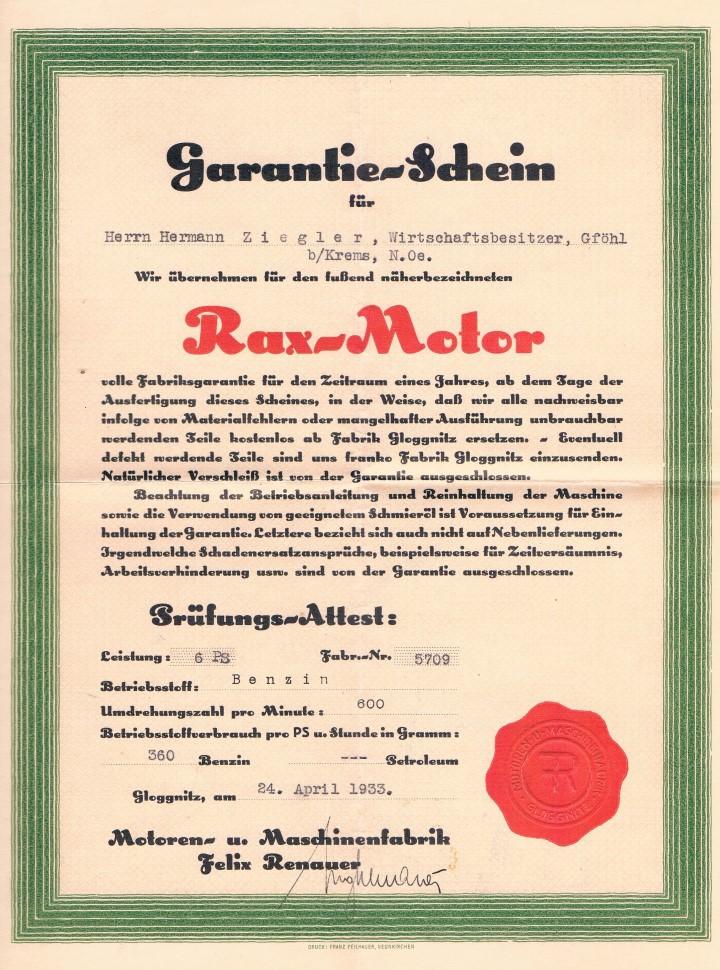 Garantie-Schein
für
Herrn Hermann Ziegler, Wirtschaftsbesitzer, Gföhl
b/Krems, N.Oe.
Wir übernehmen für den fußend näherbezeichneten
Rax-Motor
volle Fabriksgarantie für den Zeitraum eines Jahres, ab dem Tage der
Ausfertigung dieses Scheines, in der Weise, daß wir alle nachweisbar
infolge von Materialfehlern oder mangelhafter Ausführung unbrauchbar
werdenden Teile kostenlos ab Fabrik Gloggnitz ersetzen. - Eventuell
defekt werdende Teile sind uns franko Fabrik Gloggnitz einzusenden.
Natürlicher Verschleiß ist von der Garantie ausgeschlossen.
Beachtung der Betriebsanleitung und Reinhaltung der Maschine
sowie die Verwendung von geeignetem Schmieröl ist Voraussetzung für Ein-
haltung der Garantie. Letztere bezieht sich auch nicht auf Nebenlieferungen.
Irgendwelche Schadenersatzansprüche, beispielsweise für Zeitversäumnis,
Arbeitsverhinderung usw. sind von der Garantie ausgeschlossen.
Prüfungs-Attest:
Leistung: 6 PS Fabr.-Nr. 5709
Betriebsstoff: Benzin
Umdrehungszahl pro Minute: 600
Betriebsstoffverbrauch pro PS u. Stunde in Gramm:
360 Benzin --- Petroleum
Gloggnitz, am 24. April 1933.
MOTOREN-U-MASCHINENFABRIK
FR
GLOGGNITZ
Motoren- u. Maschinenfabrik
Felix Renauer
DRUCK: FRANZ FEILHAUER, NEUNKIRCHEN